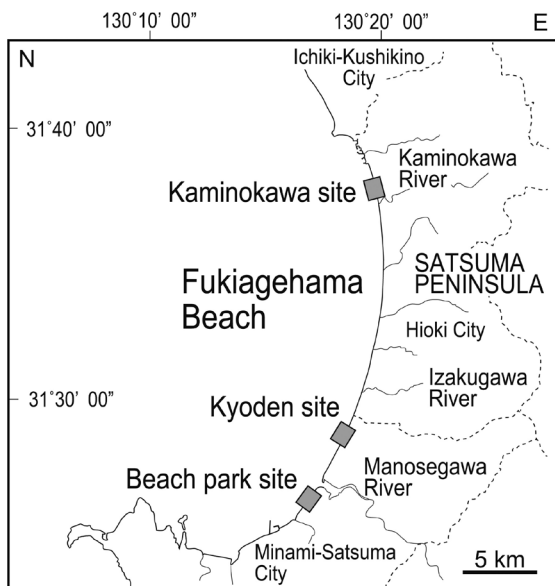 130°10′ 00″
130°20′ 00″
E
N
Ichiki-Kushikino
City
31°40′ 00″
Kaminokawa
River
Kaminokawa site
SATSUMA
PENINSULA
Fukiagehama
Beach
Hioki City
Izakugawa
River
31°30′ 00″
Kyoden site
Manosegawa
River
Beach park site
Minami-Satsuma
City
5 km